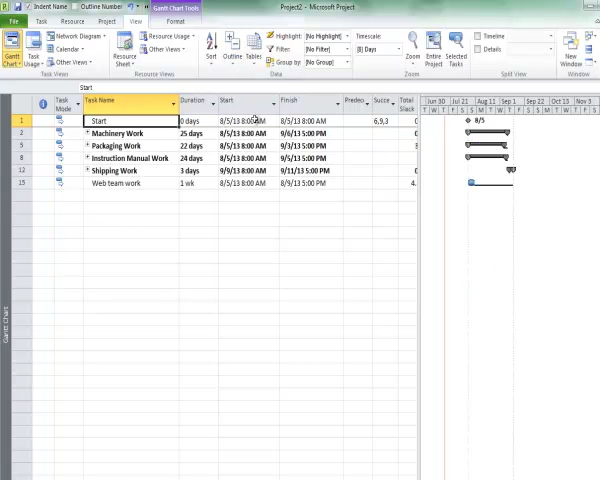 Indent Name Outline Number Gantt Chart Tools Project2 - Microsoft Project
File Task Resource Project View Format
Gantt Chart Task Usage Network Diagram Calendar Other Views Resource Sheet Resource Usage Other Views Sort Outline Tables Highlight: [No Highlight] Filter: [No Filter] Group by: [No Group] Timescale: [8] Days Zoom Entire Project Selected Tasks Timeline Details New Window
Task Views Resource Views Data Zoom Split View
Start
Task Mode Task Name Duration Start Finish Predec Succe Total Slack Jun 30 Jul 21 Aug 11 Sep 1 Sep 22 Oct 13 Nov 3
T W T F S S M T W T F S S M T
1 Start 0 days 8/5/13 8:00 AM 8/5/13 8:00 AM 6,9,3 8/5
2 Machinery Work 25 days 8/5/13 8:00 AM 9/6/13 5:00 PM
5 Packaging Work 22 days 8/5/13 8:00 AM 9/3/13 5:00 PM
8 Instruction Manual Work 24 days 8/5/13 8:00 AM 9/5/13 5:00 PM
12 Shipping Work 3 days 9/9/13 8:00 AM 9/11/13 5:00 PM
15 Web team work 1 wk 8/5/13 8:00 AM 8/9/13 5:00 PM 4.
Gantt Chart